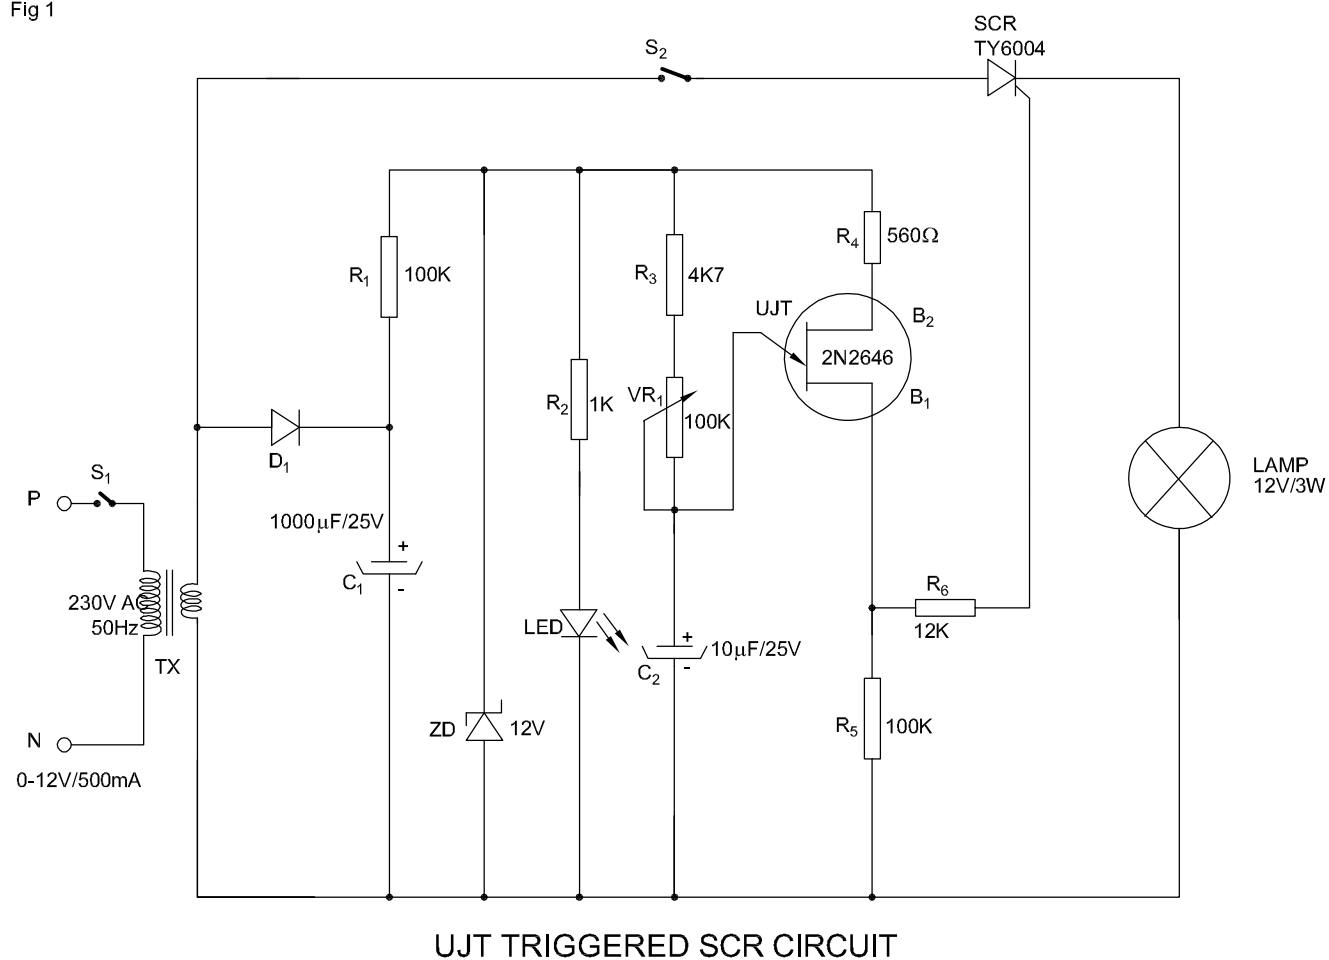 Fig 1
SCR
TY6004
S2
R1
100K
R3
4K7
R4
560Ω
UJT
B2
2N2646
B1
R2
1K
VR1
100K
D1
S1
P
1000µF/25V
+
C1
-
230V AC
50Hz
TX
LED
+
10µF/25V
C2
-
R6
12K
LAMP
12V/3W
ZD
12V
R5
100K
N
0-12V/500mA
UJT TRIGGERED SCR CIRCUIT